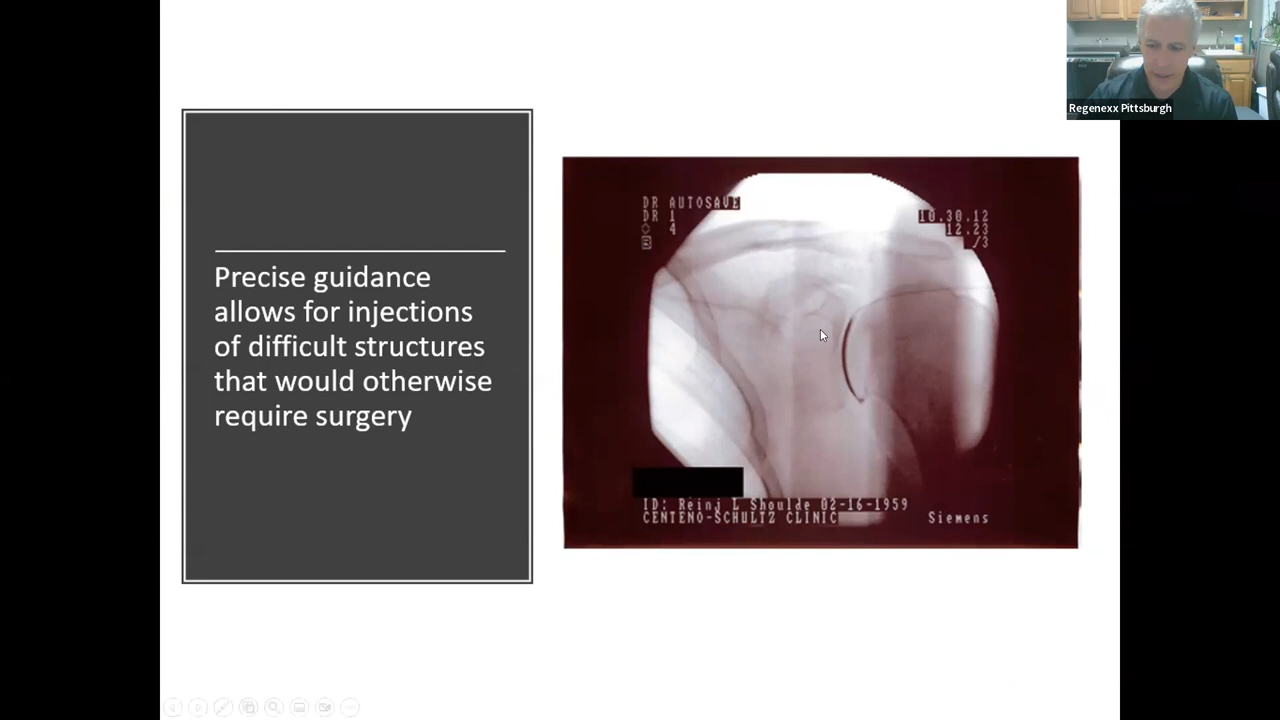 Regenexx Pittsburgh
Precise guidance
allows for injections
of difficult structures
that would otherwise
require surgery
DR AUTOSAVE
DR 1
4
10.30.12
12.23
/3
ID: Reinj L Shoulde 02-16-1959
CENTENO-SCHULTZ CLINIC
Siemens